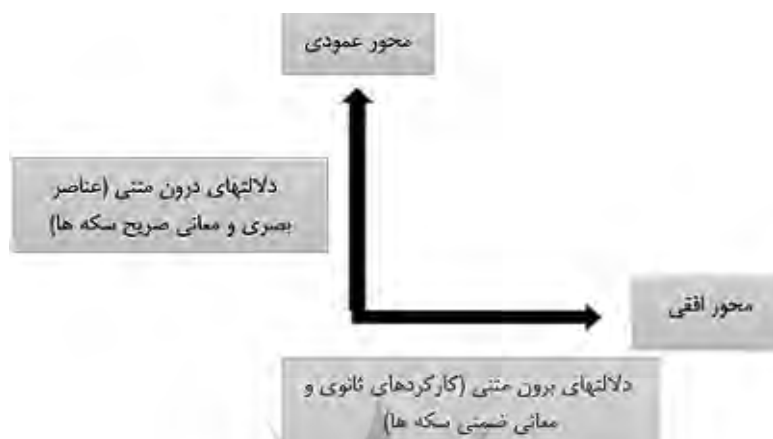 محور عمودی
دلالتهای درون متنی (عناصر
بصری و معانی صریح سکه ها)
محور افقی
دلالتهای برون متنی (کارکردهای ثانوی و
معانی ضمنی سکه ها)